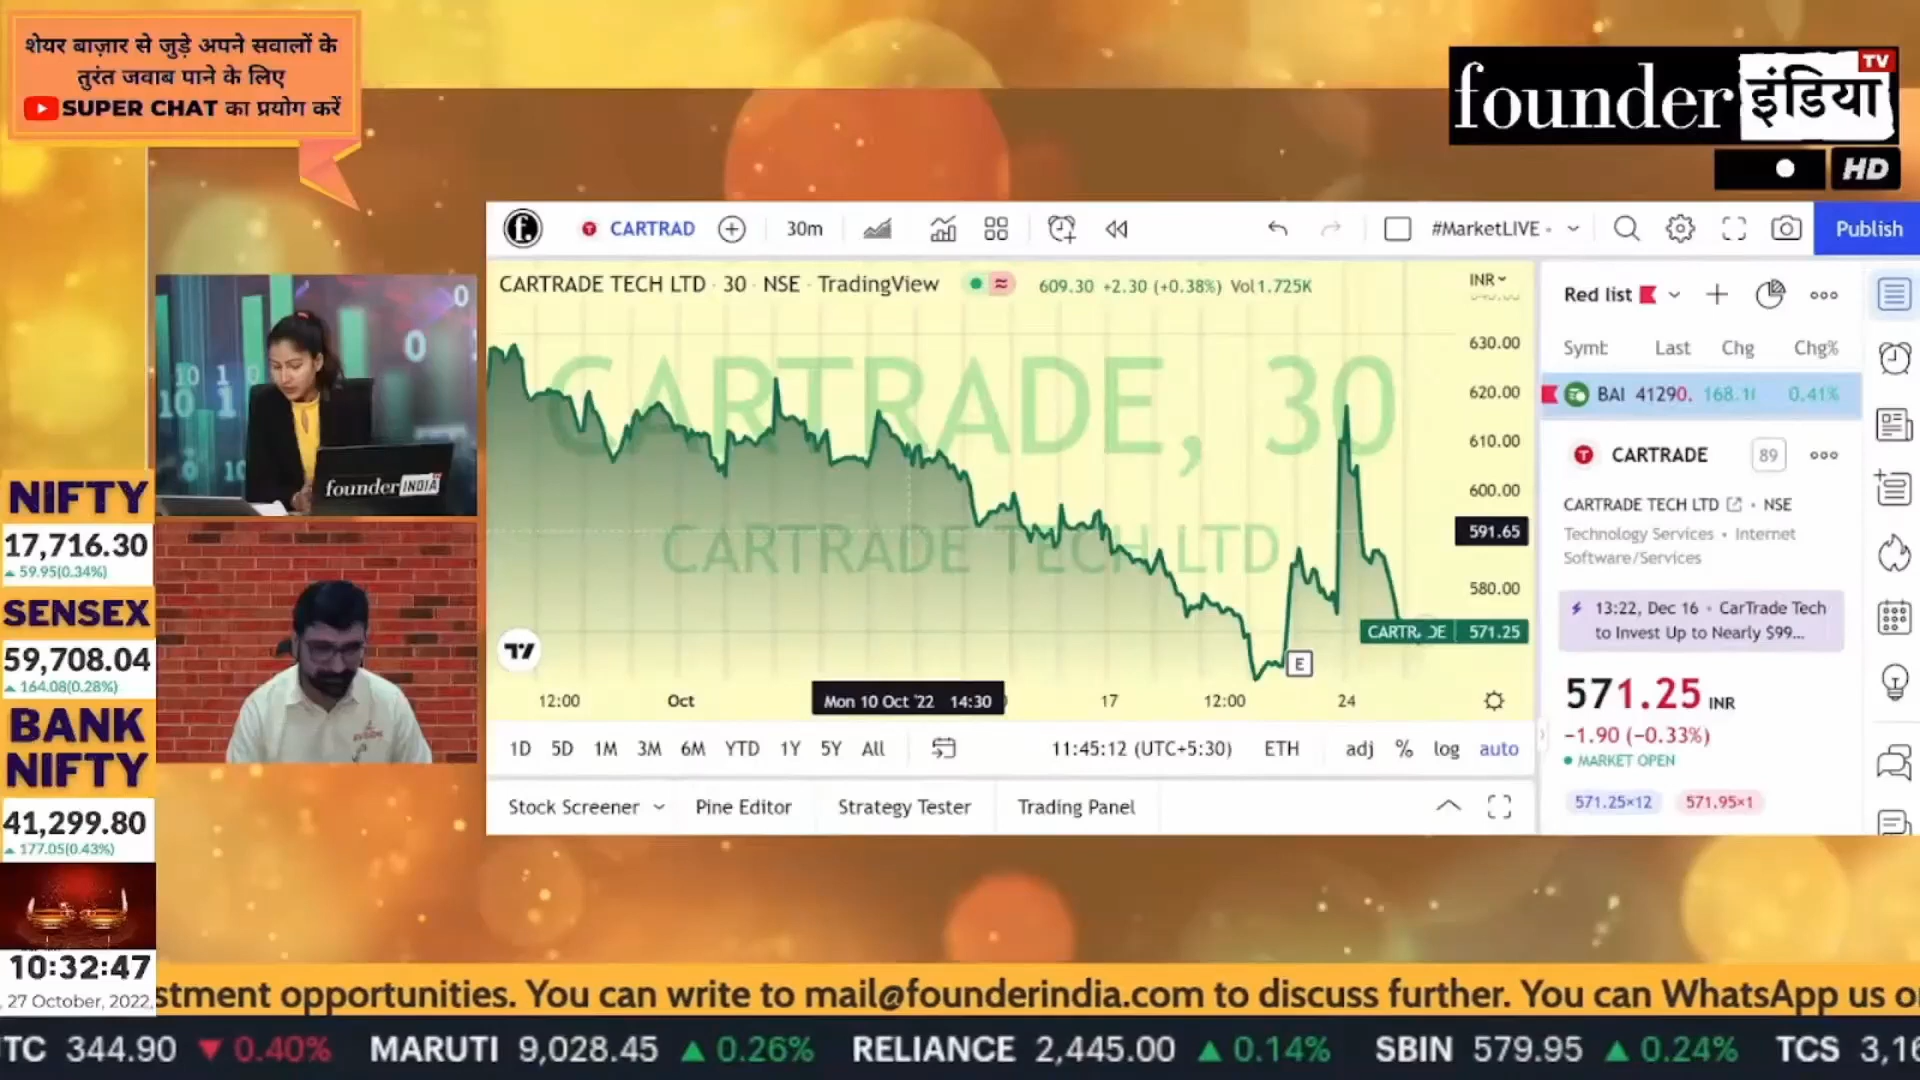 शेयर बाज़ार से जुड़े अपने सवालों के
तुरंत जवाब पाने के लिए
SUPER CHAT का प्रयोग करें
founder इंडिया TV
HD
CARTRAD
30m
#MarketLIVE
Publish
CARTRADE TECH LTD · 30 · NSE · TradingView
609.30 +2.30 (+0.38%) Vol 1.725K
INR
CARTRADE, 30
CARTRADE TECH LTD
630.00
620.00
610.00
600.00
591.65
580.00
571.25
E
12:00
Oct
Mon 10 Oct '22 14:30
17
12:00
24
1D 5D 1M 3M 6M YTD 1Y 5Y All
11:45:12 (UTC+5:30) ETH adj % log auto
Stock Screener Pine Editor Strategy Tester Trading Panel
Red list
Last Chg Chg%
41290. 0.41%
CARTRADE 89
CARTRADE TECH LTD · NSE
Technology Services • Internet
Software/Services
13:22, Dec 16 • CarTrade Tech
to Invest Up to Nearly $99...
571.25 INR
−1.90 (−0.33%)
MARKET OPEN
571.25×12 571.95×1
founder INDIA
NIFTY
17,716.30
59.95(0.34%)
SENSEX
59,708.04
164.08(0.28%)
BANK
NIFTY
41,299.80
177.05(0.43%)
10:32:47
27 October, 2022,
stment opportunities. You can write to mail@founderindia.com to discuss further. You can WhatsApp us
344.90 ▼ 0.40% MARUTI 9,028.45 ▲ 0.26% RELIANCE 2,445.00 ▲ 0.14% SBIN 579.95 ▲ 0.24% TCS